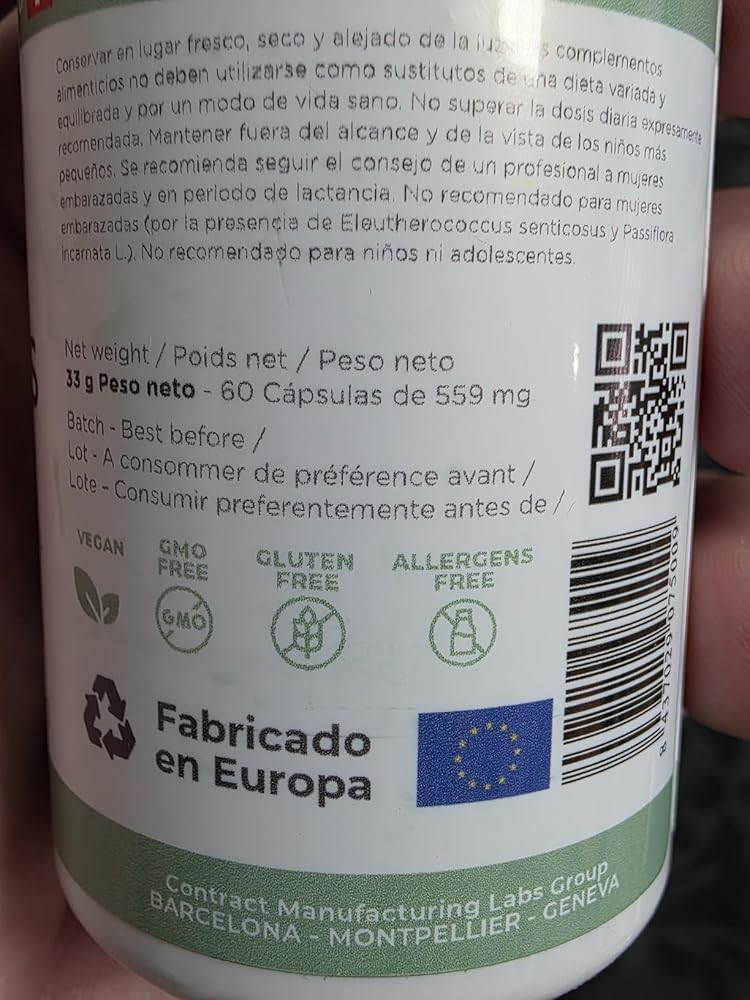 Conservar en lugar fresco, seco y alejado de la luz. complementos
alimenticios no deben utilizarse como sustitutos de una dieta variada y
equilibrada y por un modo de vida sano. No superar la dosis diaria expresamente
recomendada. Mantener fuera del alcance y de la vista de los niños más
pequeños. Se recomienda seguir el consejo de un profesional a mujeres
embarazadas y en periodo de lactancia. No recomendado para mujeres
embarazadas (por la presencia de Eleutherococcus senticosus y Passiflora
incarnata L.). No recomendado para niños ni adolescentes.
Net weight / Poids net / Peso neto
33 g Peso neto - 60 Cápsulas de 559 mg
Batch - Best before /
Lot - A consommer de préférence avant /
Lote - Consumir preferentemente antes de /
VEGAN
GMO
FREE
GMO
GLUTEN
FREE
ALLERGENS
FREE
Fabricado
en Europa
8 437020 075009
Contract Manufacturing Labs Group
BARCELONA - MONTPELLIER - GENEVA